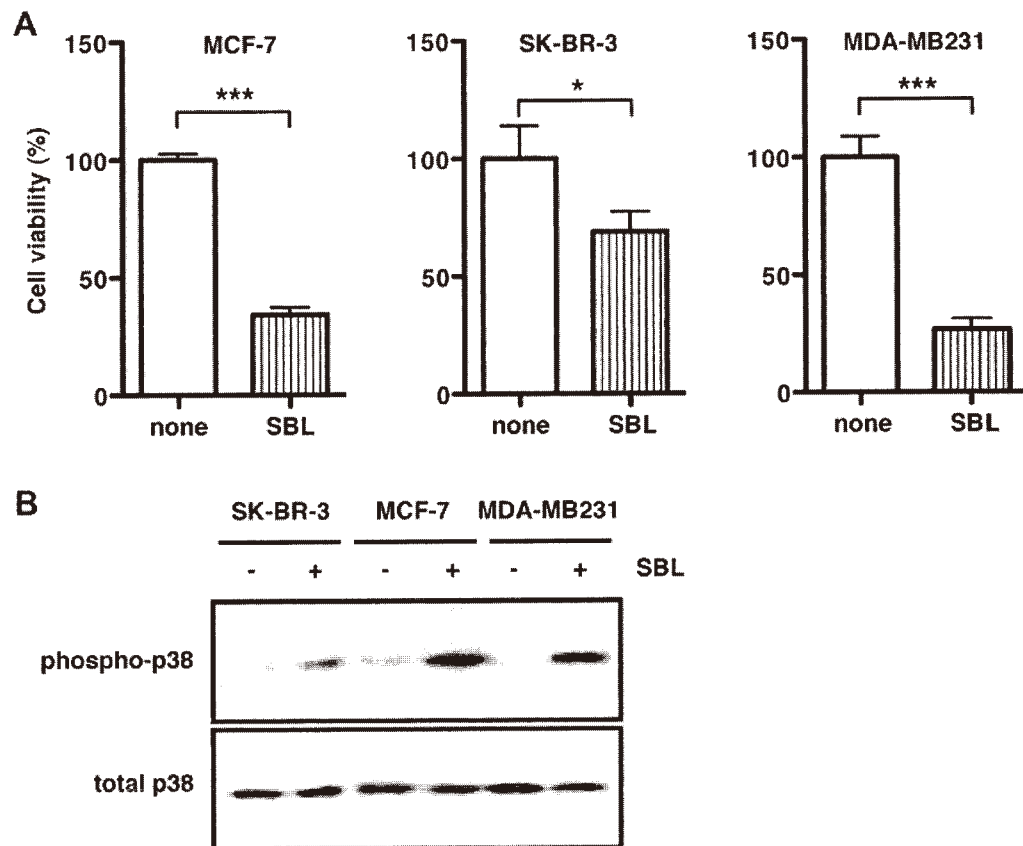 A
Cell viability (%)
MCF-7
150
100
50
0
***
none SBL
SK-BR-3
150
100
50
0
*
none SBL
MDA-MB231
150
100
50
0
***
none SBL
B
SK-BR-3 MCF-7 MDA-MB231
- + - + - + SBL
phospho-p38
total p38